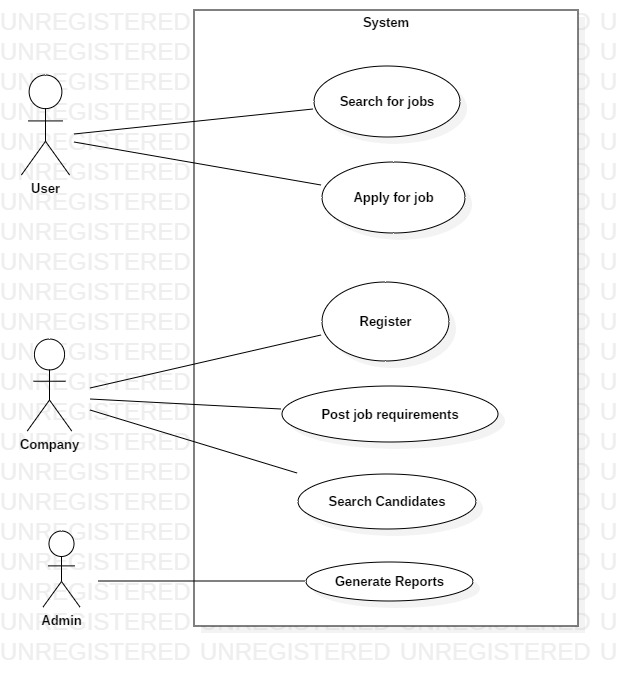 System
Search for jobs
User
Apply for job
Register
Company
Post job requirements
Search Candidates
Generate Reports
Admin
UNREGISTERED UNREGISTERED UNREGISTERED U